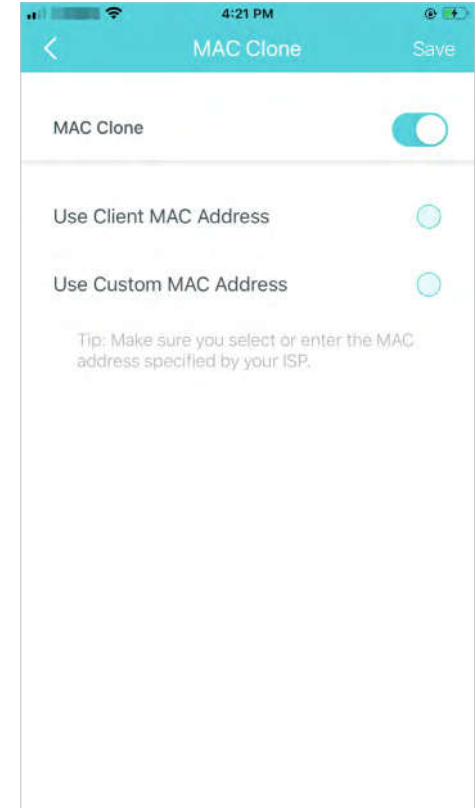 4:21 PM
MAC Clone
Save
MAC Clone
Use Client MAC Address
Use Custom MAC Address
Tip: Make sure you select or enter the MAC
address specified by your ISP.